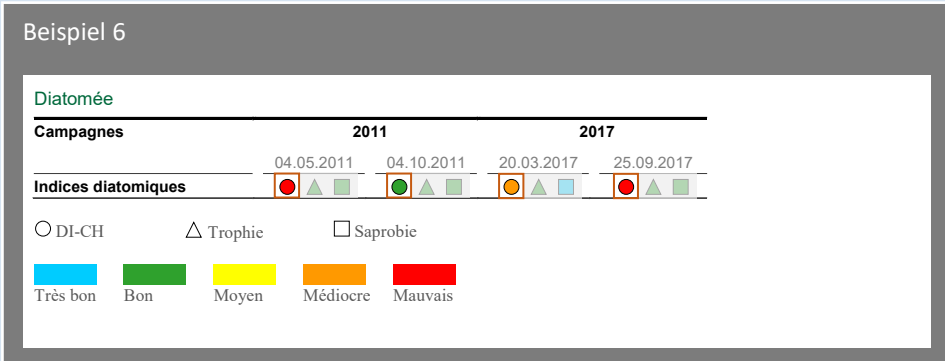 Beispiel 6
Diatomée
Campagnes 2011 2017
04.05.2011 04.10.2011 20.03.2017 25.09.2017
Indices diatomiques
DI-CH Trophie Saprobie
Très bon Bon Moyen Médiocre Mauvais